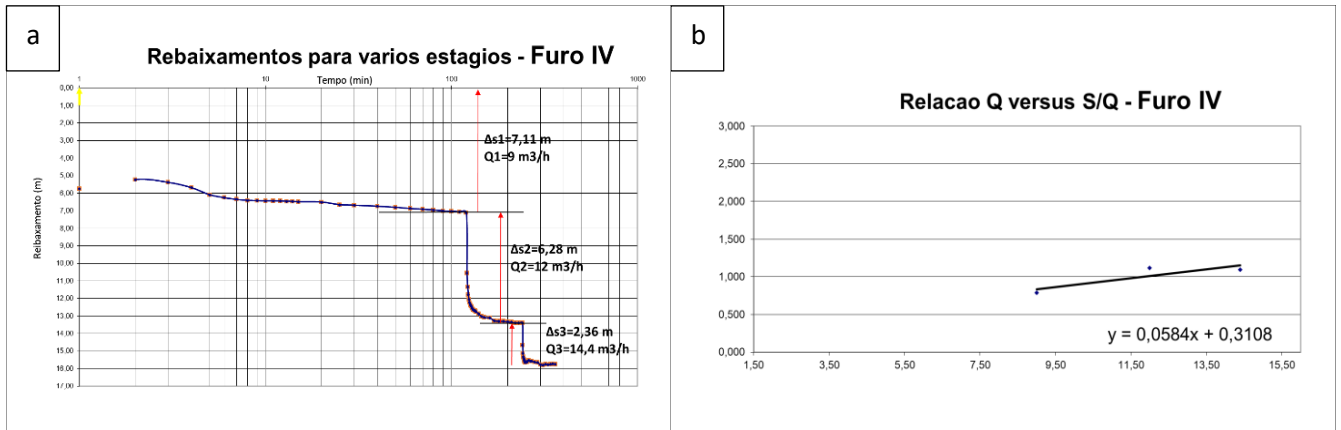 a
Rebaixamentos para varios estagios - Furo IV
Tempo (min)
1
10
100
1000
0,00
1,00
2,00
3,00
4,00
5,00
6,00
7,00
8,00
9,00
10,00
11,00
12,00
13,00
14,00
15,00
16,00
17,00
Reibaxamento (m)
Δs1=7,11 m
Q1=9 m3/h
Δs2=6,28 m
Q2=12 m3/h
Δs3=2,36 m
Q3=14,4 m3/h
b
Relacao Q versus S/Q - Furo IV
3,000
2,500
2,000
1,500
1,000
0,500
0,000
1,50
3,50
5,50
7,50
9,50
11,50
13,50
15,50
y = 0,0584x + 0,3108